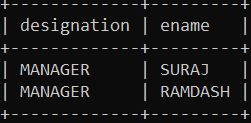 +-------------+---------+
| designation | ename   |
+-------------+---------+
| MANAGER     | SURAJ   |
| MANAGER     | RAMDASH |
+-------------+---------+